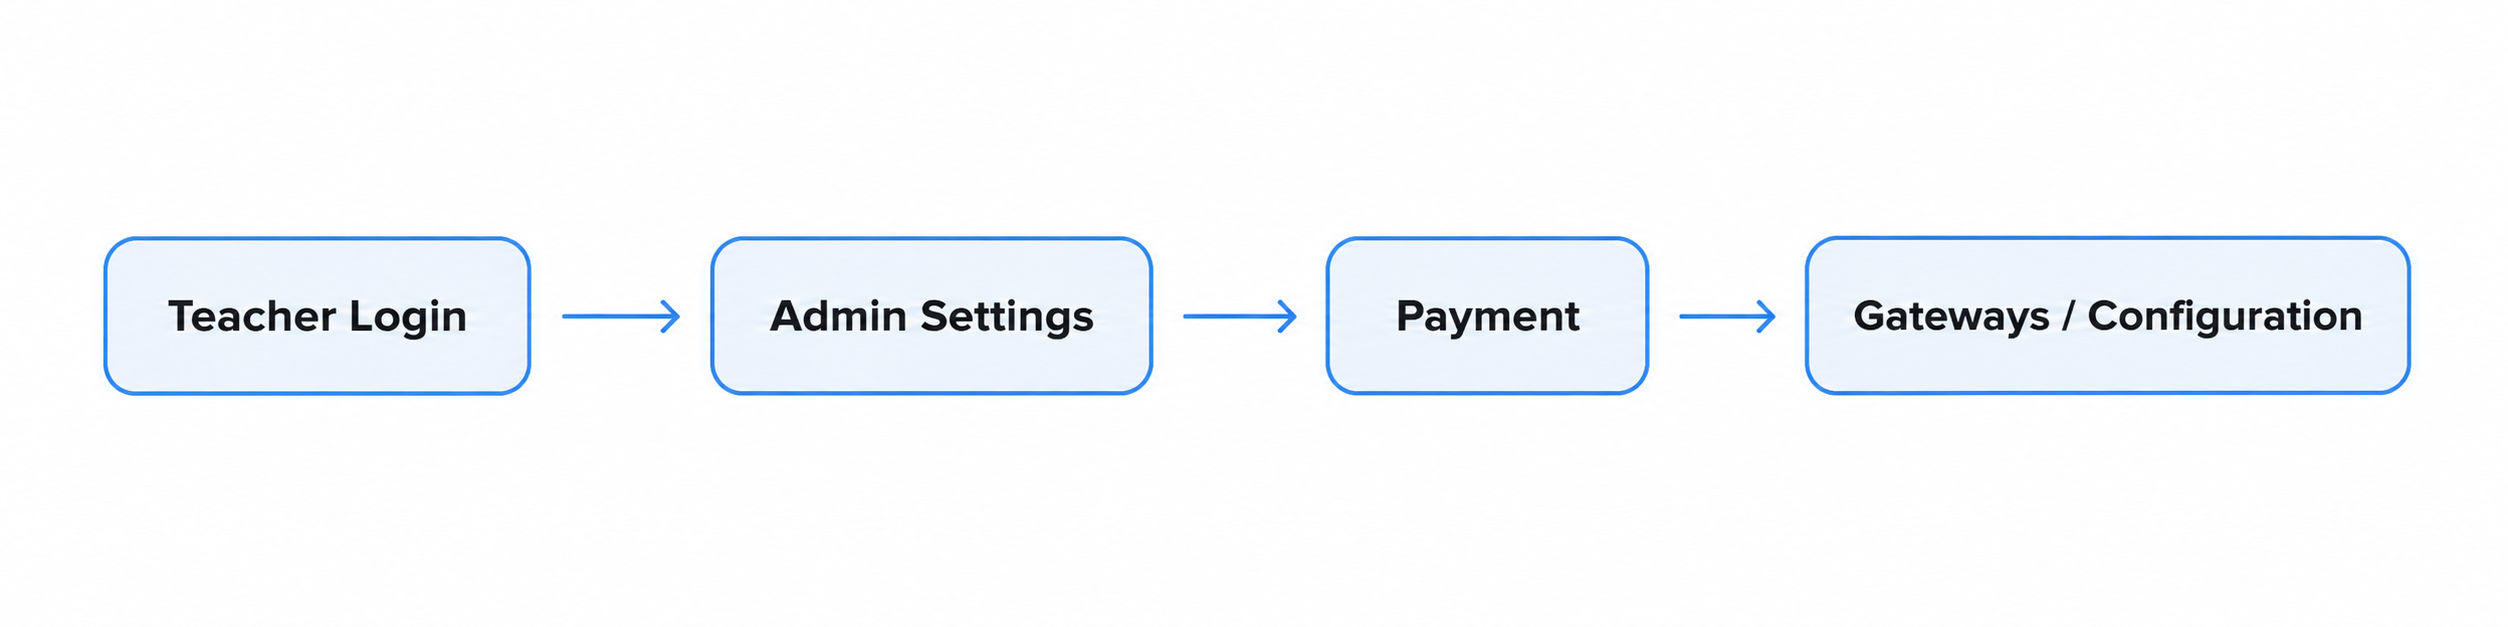 Teacher Login
Admin Settings
Payment
Gateways / Configuration